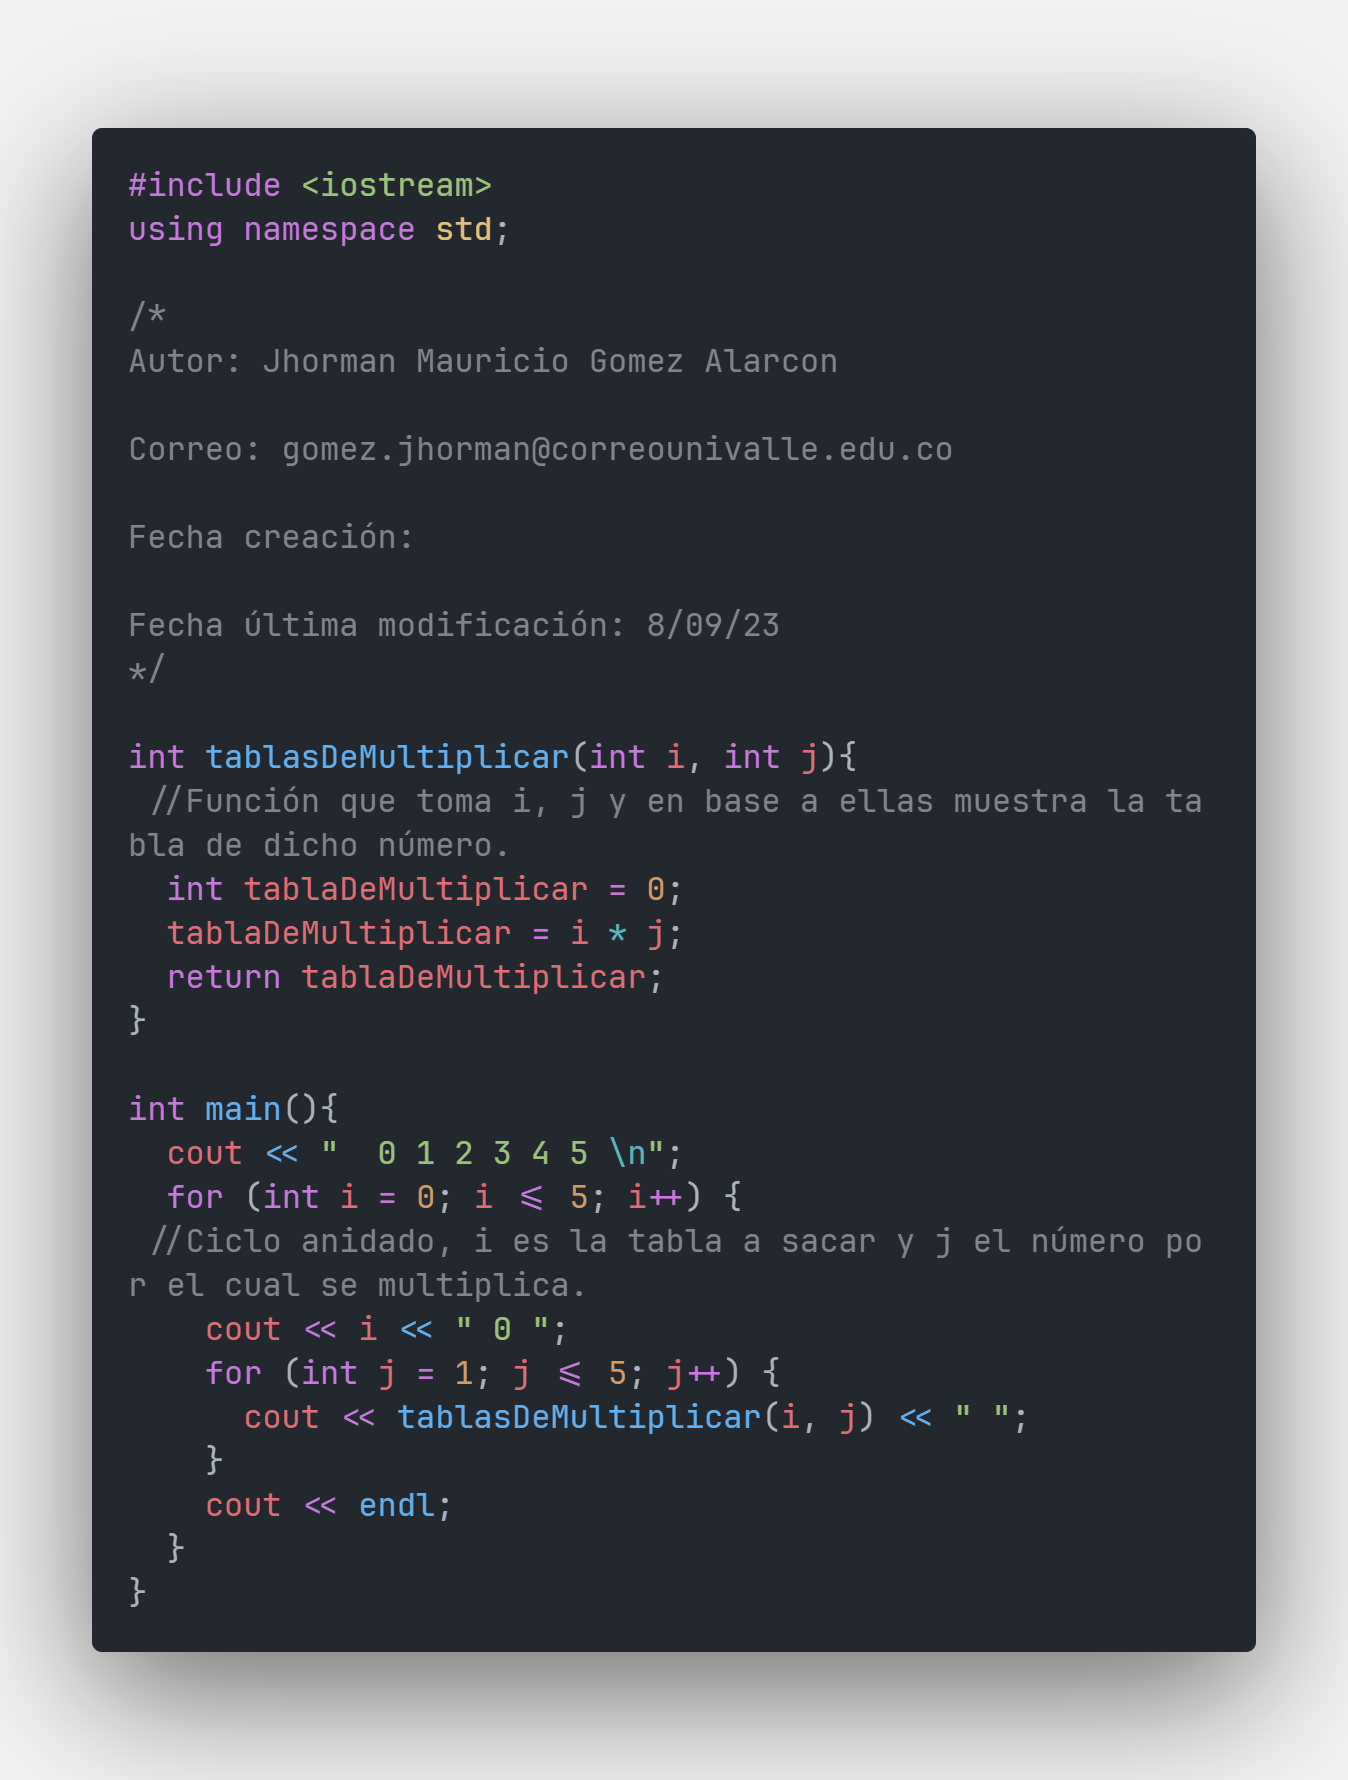 #include <iostream>
using namespace std;

/*
Autor: Jhorman Mauricio Gomez Alarcon

Correo: gomez.jhorman@correounivalle.edu.co

Fecha creación:

Fecha última modificación: 8/09/23
*/

int tablasDeMultiplicar(int i, int j){
 //Función que toma i, j y en base a ellas muestra la ta
bla de dicho número.
  int tablaDeMultiplicar = 0;
  tablaDeMultiplicar = i * j;
  return tablaDeMultiplicar;
}

int main(){
  cout << "  0 1 2 3 4 5 \n";
  for (int i = 0; i <= 5; i++) {
 //Ciclo anidado, i es la tabla a sacar y j el número po
r el cual se multiplica.
    cout << i << " 0 ";
    for (int j = 1; j <= 5; j++) {
      cout << tablasDeMultiplicar(i, j) << " ";
    }
    cout << endl;
  }
}